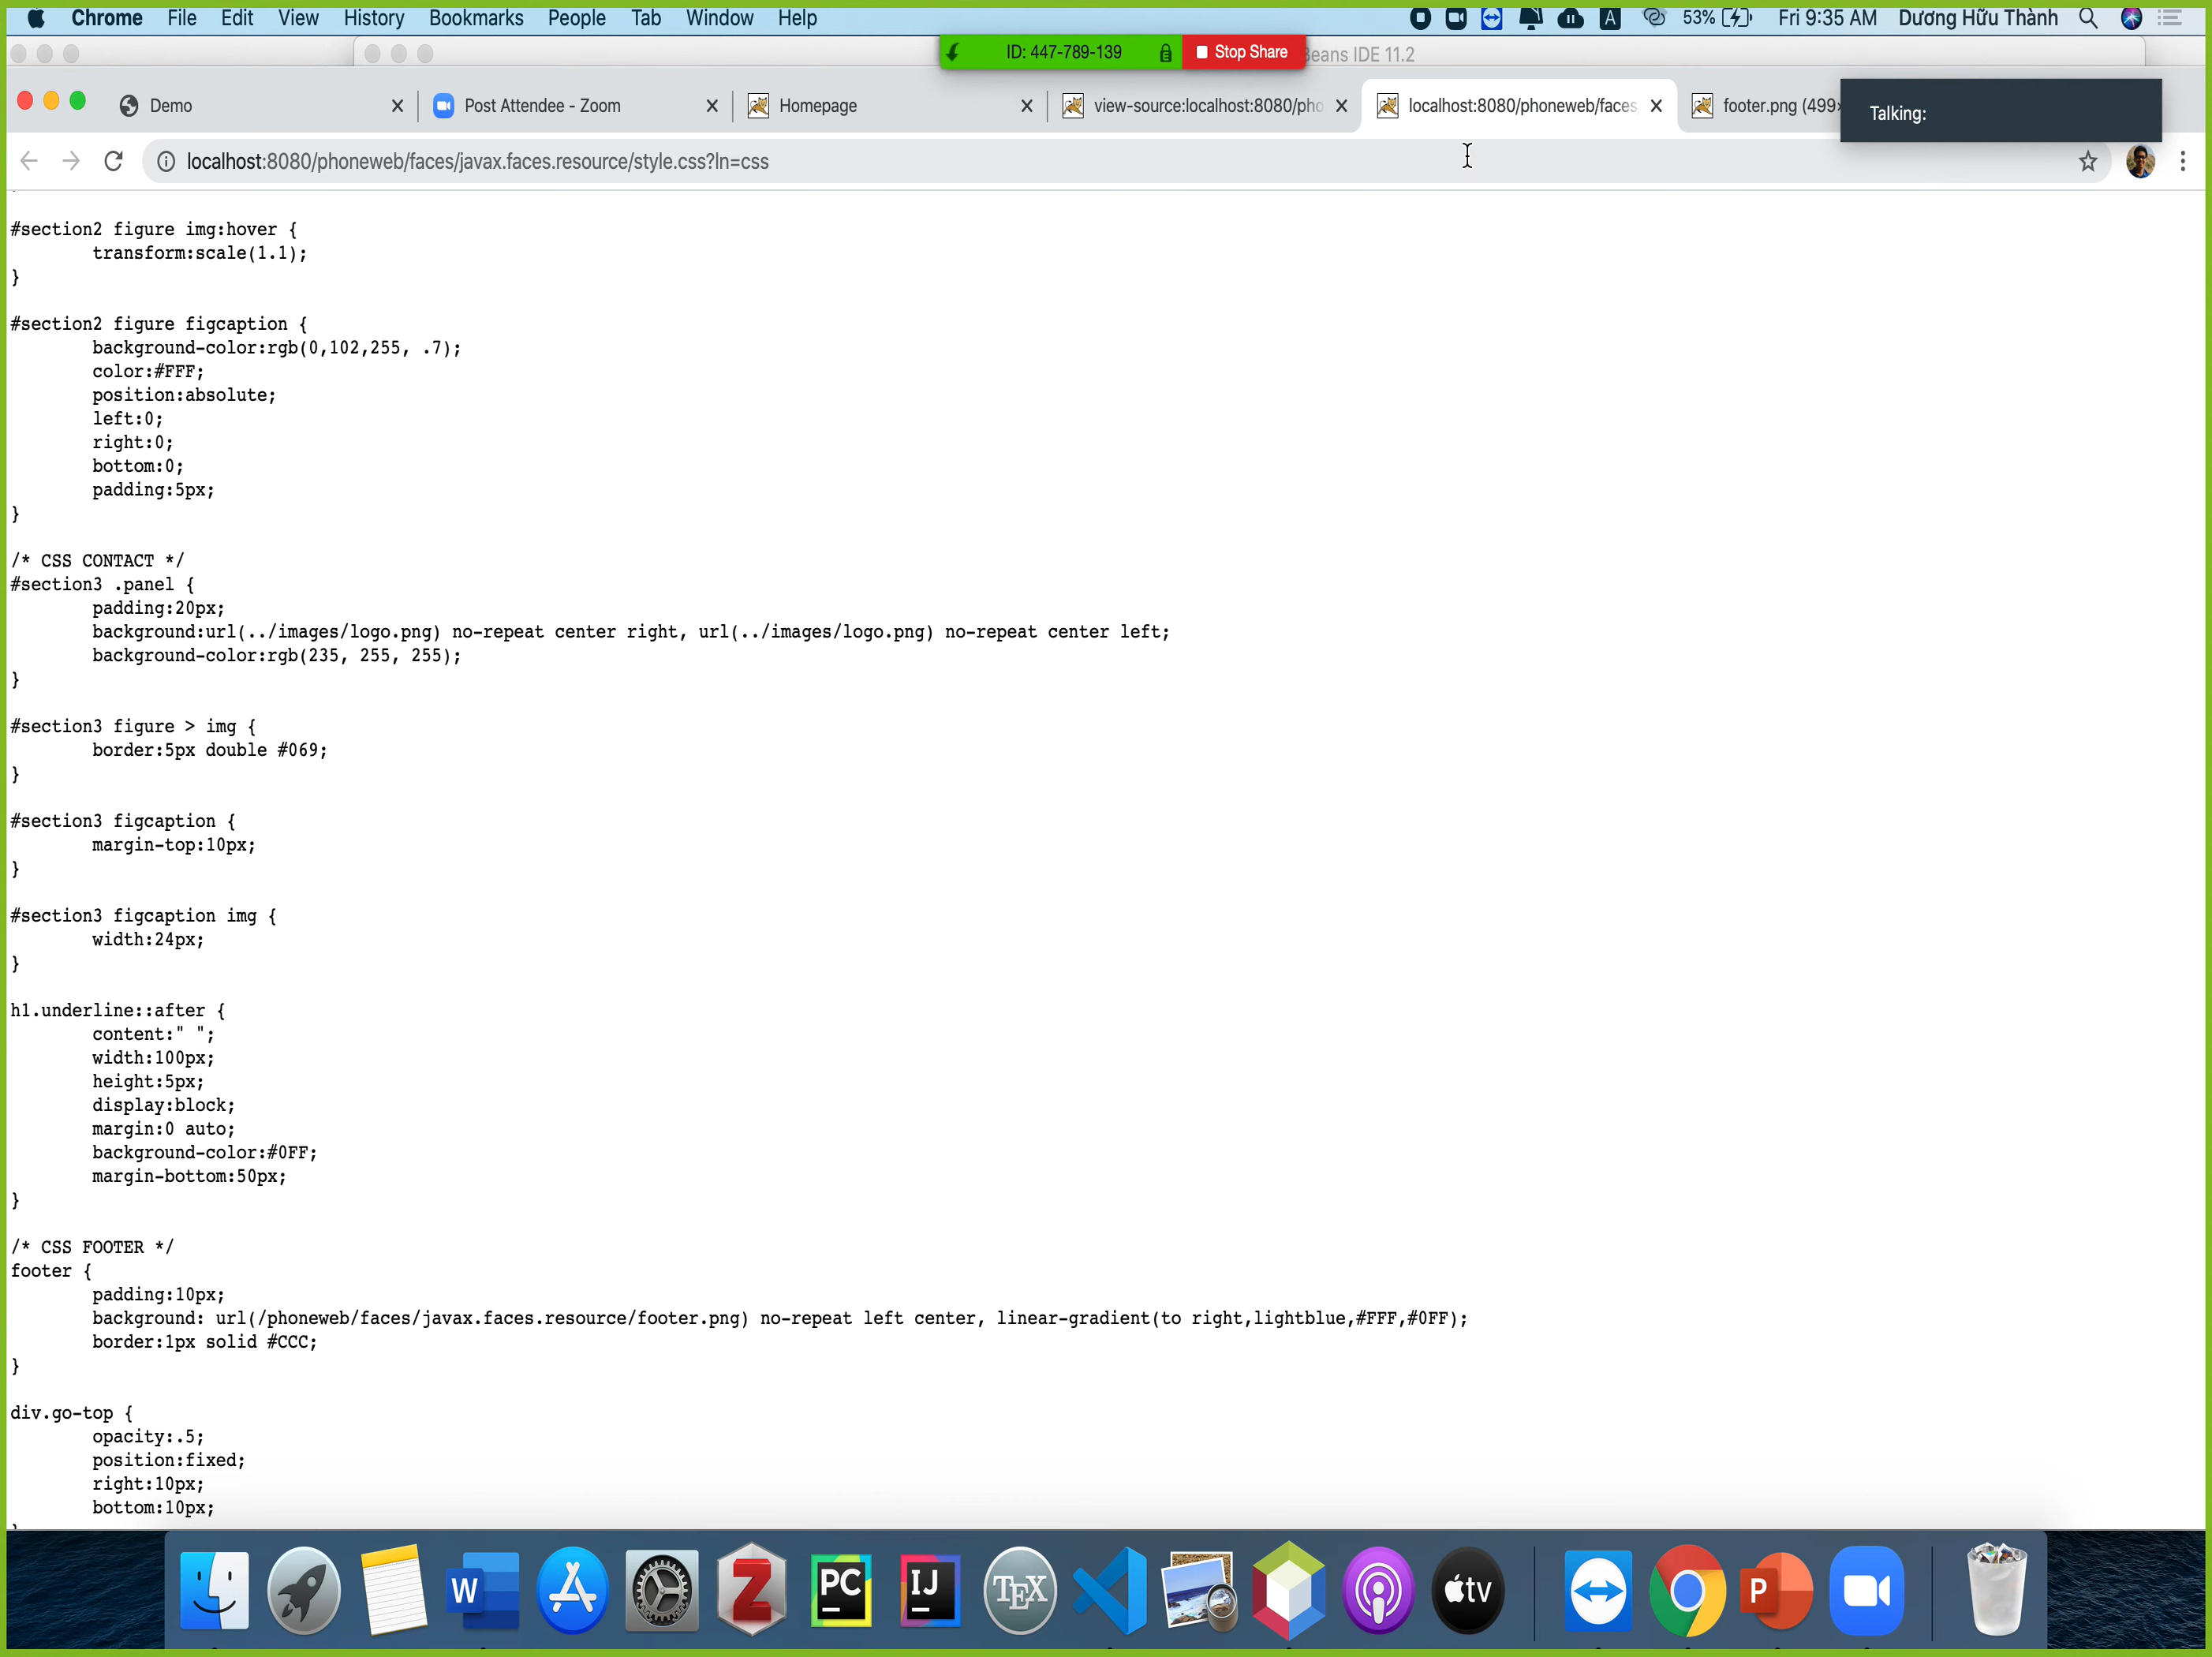 Chrome File Edit View History Bookmarks People Tab Window Help 53% Fri 9:35 AM Dương Hữu Thành
ID: 447-789-139 Stop Share Beans IDE 11.2
Demo Post Attendee - Zoom Homepage view-source:localhost:8080/pho localhost:8080/phoneweb/faces footer.png (499× Talking:
localhost:8080/phoneweb/faces/javax.faces.resource/style.css?ln=css
#section2 figure img:hover {
transform:scale(1.1);
}
#section2 figure figcaption {
background-color:rgb(0,102,255, .7);
color:#FFF;
position:absolute;
left:0;
right:0;
bottom:0;
padding:5px;
}
/* CSS CONTACT */
#section3 .panel {
padding:20px;
background:url(../images/logo.png) no-repeat center right, url(../images/logo.png) no-repeat center left;
background-color:rgb(235, 255, 255);
}
#section3 figure > img {
border:5px double #069;
}
#section3 figcaption {
margin-top:10px;
}
#section3 figcaption img {
width:24px;
}
h1.underline::after {
content:" ";
width:100px;
height:5px;
display:block;
margin:0 auto;
background-color:#0FF;
margin-bottom:50px;
}
/* CSS FOOTER */
footer {
padding:10px;
background: url(/phoneweb/faces/javax.faces.resource/footer.png) no-repeat left center, linear-gradient(to right,lightblue,#FFF,#0FF);
border:1px solid #CCC;
}
div.go-top {
opacity:.5;
position:fixed;
right:10px;
bottom:10px;
W Z PC IJ TEX tv P